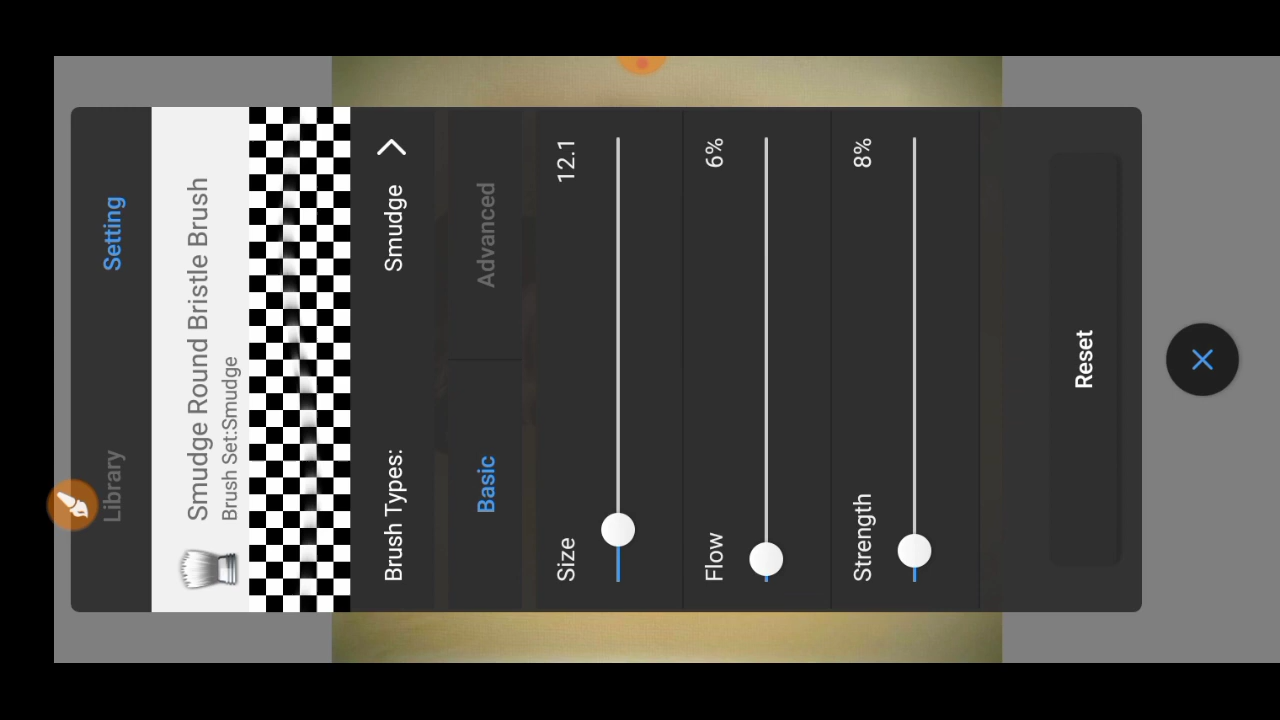 Library Setting
Smudge Round Bristle Brush
Brush Set:Smudge
Brush Types: Smudge
Basic Advanced
Size 12.1
Flow 6%
Strength 8%
Reset